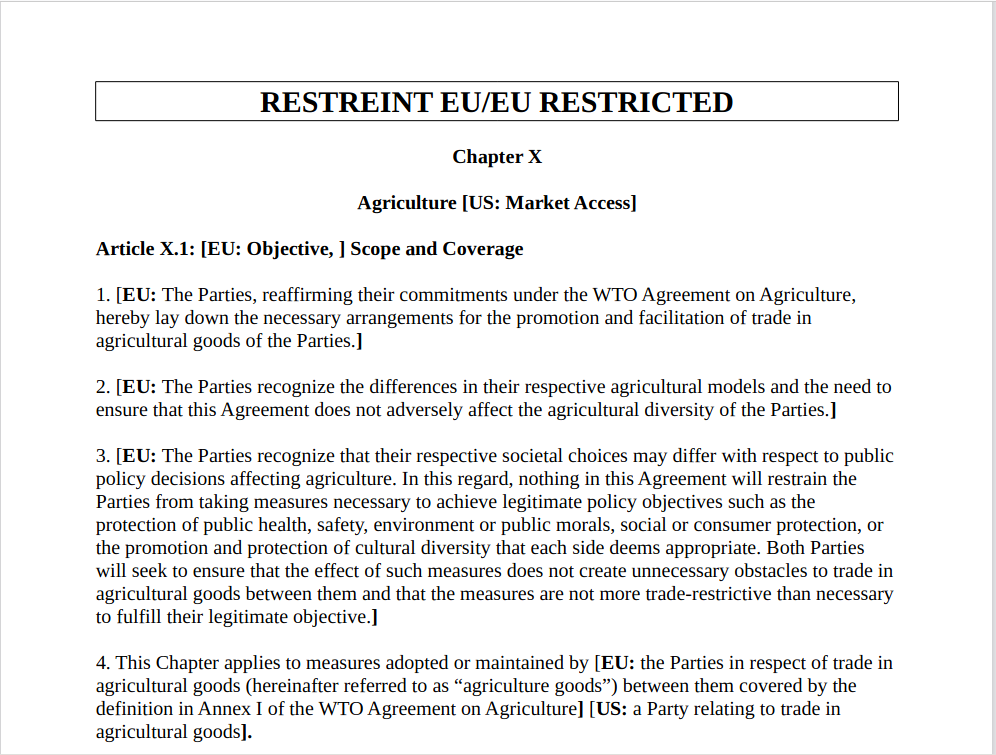 RESTREINT EU/EU RESTRICTED
Chapter X
Agriculture [US: Market Access]
Article X.1: [EU: Objective, ] Scope and Coverage
1. [EU: The Parties, reaffirming their commitments under the WTO Agreement on Agriculture,
hereby lay down the necessary arrangements for the promotion and facilitation of trade in
agricultural goods of the Parties.]
2. [EU: The Parties recognize the differences in their respective agricultural models and the need to
ensure that this Agreement does not adversely affect the agricultural diversity of the Parties.]
3. [EU: The Parties recognize that their respective societal choices may differ with respect to public
policy decisions affecting agriculture. In this regard, nothing in this Agreement will restrain the
Parties from taking measures necessary to achieve legitimate policy objectives such as the
protection of public health, safety, environment or public morals, social or consumer protection, or
the promotion and protection of cultural diversity that each side deems appropriate. Both Parties
will seek to ensure that the effect of such measures does not create unnecessary obstacles to trade in
agricultural goods between them and that the measures are not more trade-restrictive than necessary
to fulfill their legitimate objective.]
4. This Chapter applies to measures adopted or maintained by [EU: the Parties in respect of trade in
agricultural goods (hereinafter referred to as “agriculture goods”) between them covered by the
definition in Annex I of the WTO Agreement on Agriculture] [US: a Party relating to trade in
agricultural goods].